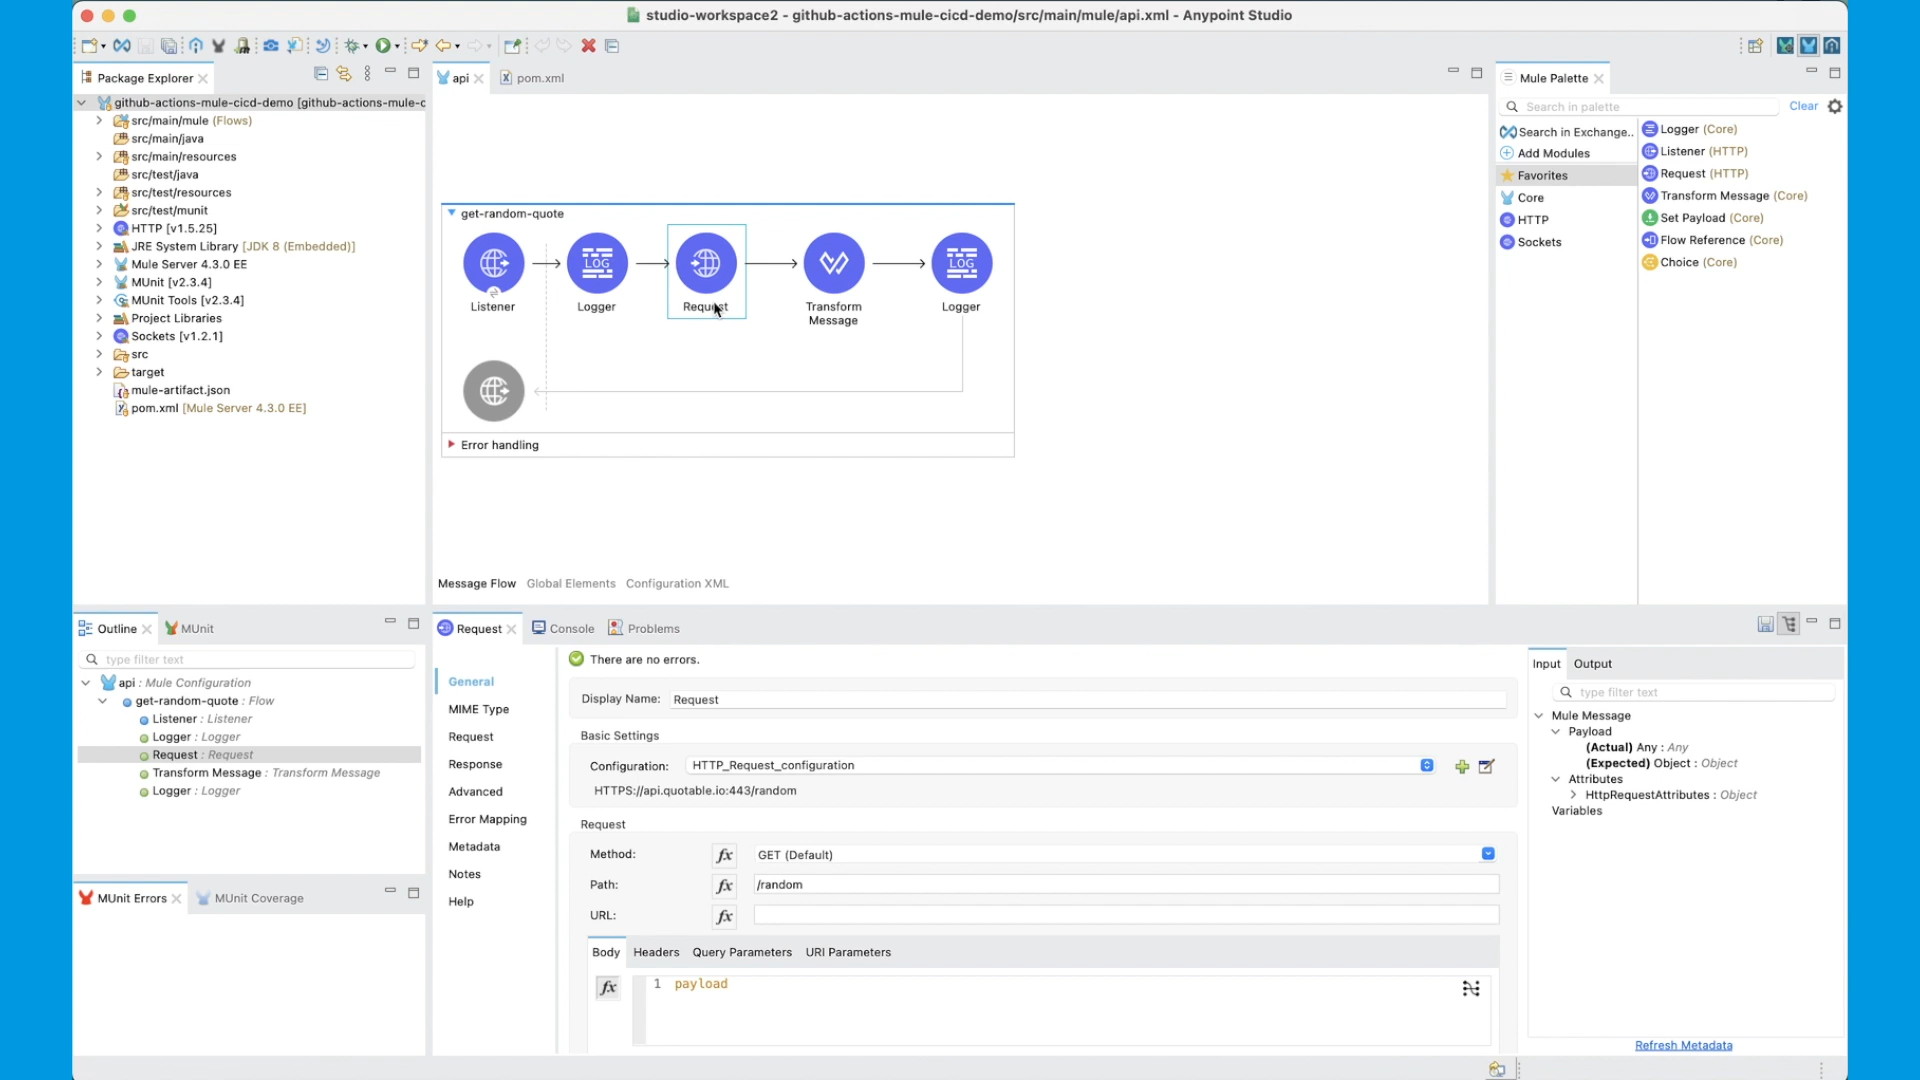 studio-workspace2 - github-actions-mule-cicd-demo/src/main/mule/api.xml - Anypoint Studio
Package Explorer
github-actions-mule-cicd-demo [github-actions-mule-c
src/main/mule (Flows)
src/main/java
src/main/resources
src/test/java
src/test/resources
src/test/munit
HTTP [v1.5.25]
JRE System Library [JDK 8 (Embedded)]
Mule Server 4.3.0 EE
MUnit [v2.3.4]
MUnit Tools [v2.3.4]
Project Libraries
Sockets [v1.2.1]
src
target
mule-artifact.json
pom.xml [Mule Server 4.3.0 EE]
api
pom.xml
get-random-quote
LOG
LOG
Listener
Logger
Request
Transform
Message
Logger
Error handling
Message Flow
Global Elements
Configuration XML
Mule Palette
Search in palette
Clear
Search in Exchange..
Add Modules
Favorites
Core
HTTP
Sockets
Logger (Core)
Listener (HTTP)
Request (HTTP)
Transform Message (Core)
Set Payload (Core)
Flow Reference (Core)
Choice (Core)
Outline
MUnit
type filter text
api : Mule Configuration
get-random-quote : Flow
Listener : Listener
Logger : Logger
Request : Request
Transform Message : Transform Message
Logger : Logger
MUnit Errors
MUnit Coverage
Request
Console
Problems
General
MIME Type
Request
Response
Advanced
Error Mapping
Metadata
Notes
Help
There are no errors.
Display Name: Request
Basic Settings
Configuration: HTTP_Request_configuration
HTTPS://api.quotable.io:443/random
Request
Method: fx GET (Default)
Path: fx /random
URL: fx
Body
Headers
Query Parameters
URI Parameters
fx 1 payload
Input
Output
type filter text
Mule Message
Payload
(Actual) Any : Any
(Expected) Object : Object
Attributes
HttpRequestAttributes : Object
Variables
Refresh Metadata